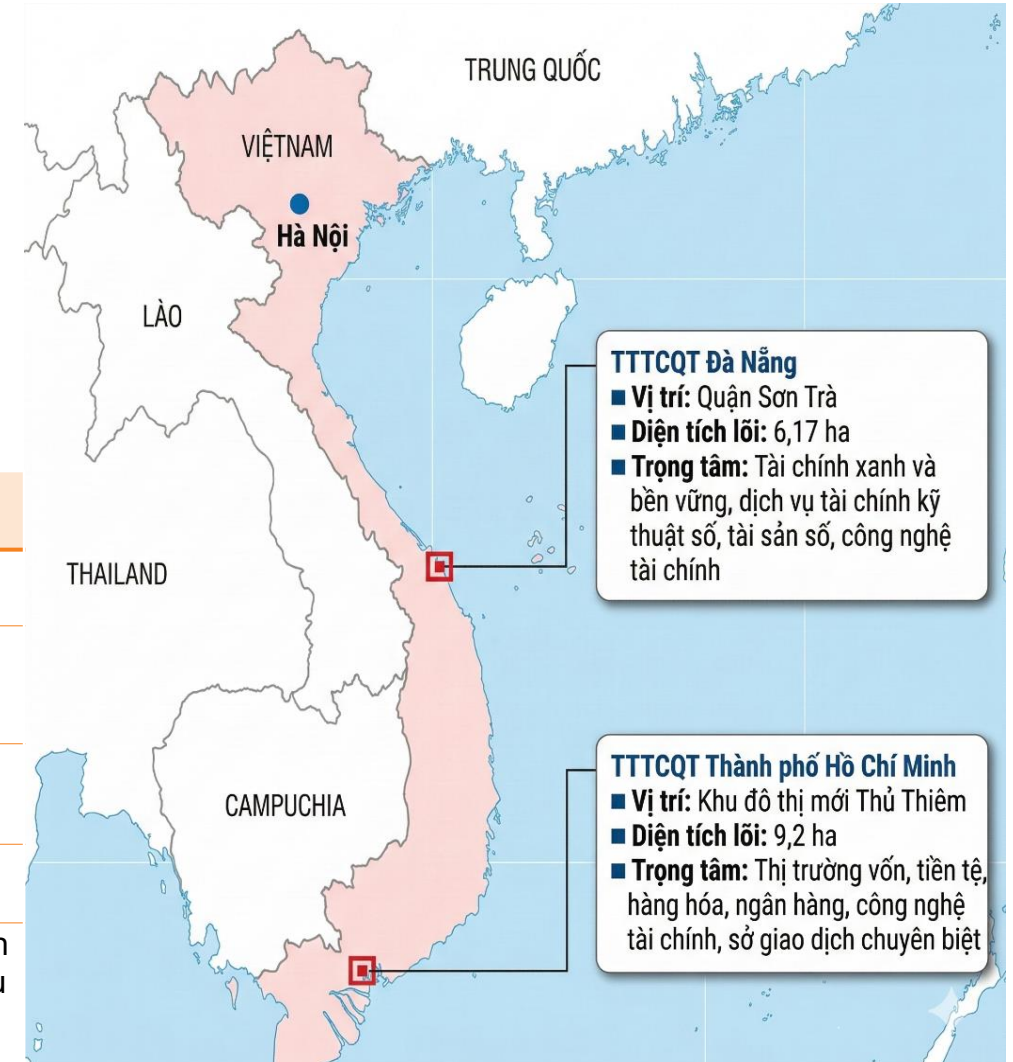 TRUNG QUỐC
VIỆTNAM
Hà Nội
LÀO
TTTCQT Đà Nẵng
■ Vị trí: Quận Sơn Trà
■ Diện tích lõi: 6,17 ha
■ Trọng tâm: Tài chính xanh và
bền vững, dịch vụ tài chính kỹ
thuật số, tài sản số, công nghệ
tài chính
THAILAND
CAMPUCHIA
TTTCQT Thành phố Hồ Chí Minh
■ Vị trí: Khu đô thị mới Thủ Thiêm
■ Diện tích lõi: 9,2 ha
■ Trọng tâm: Thị trường vốn, tiền tệ,
hàng hóa, ngân hàng, công nghệ
tài chính, sở giao dịch chuyên biệt